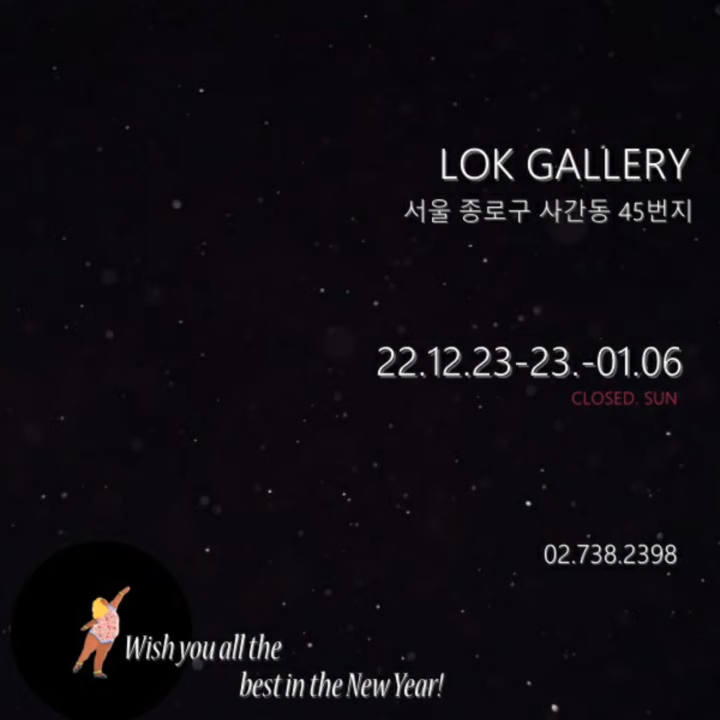 LOK GALLERY
서울 종로구 사간동 45번지
22.12.23-23.-01.06
CLOSED. SUN
02.738.2398
Wish you all the
best in the New Year!